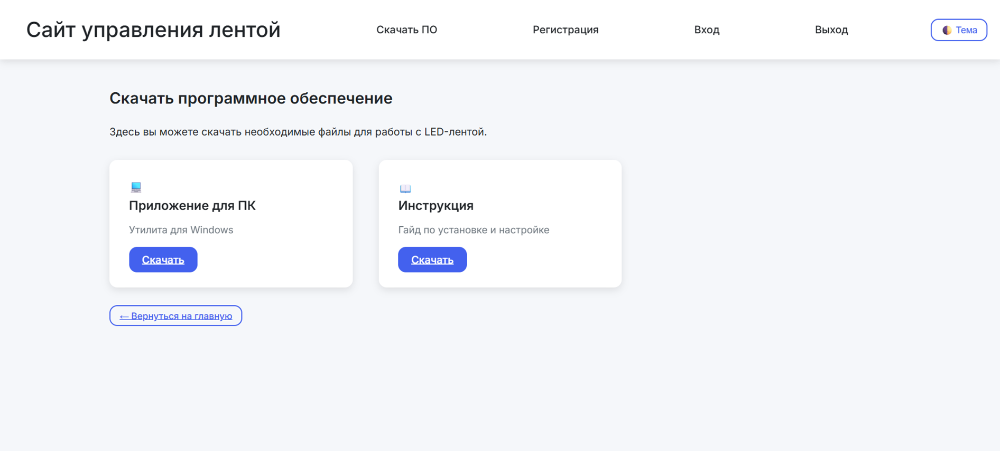 Сайт управления лентой
Скачать ПО
Регистрация
Вход
Выход
Тема
Скачать программное обеспечение
Здесь вы можете скачать необходимые файлы для работы с LED-лентой.
Приложение для ПК
Утилита для Windows
Скачать
Инструкция
Гайд по установке и настройке
Скачать
← Вернуться на главную